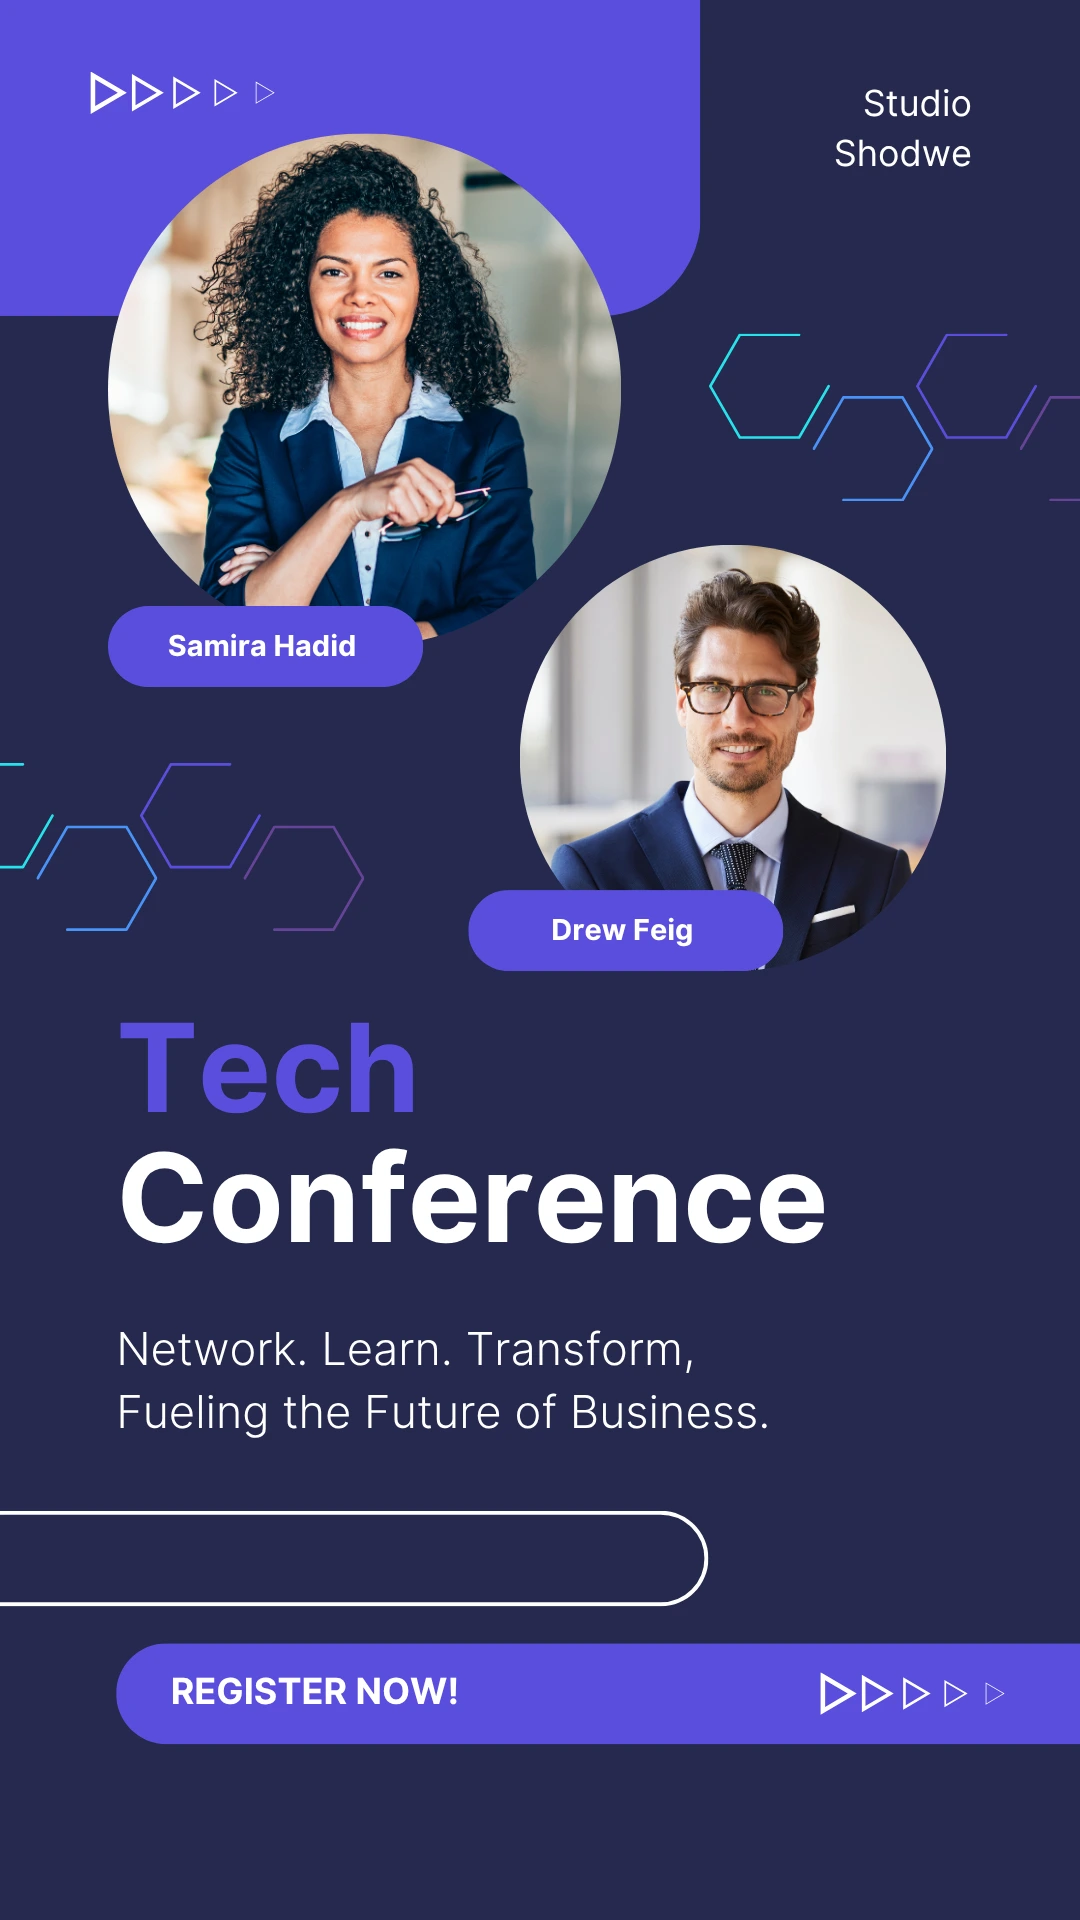 Studio
Shodwe
Samira Hadid
Drew Feig
Tech
Conference
Network. Learn. Transform,
Fueling the Future of Business.
REGISTER NOW!